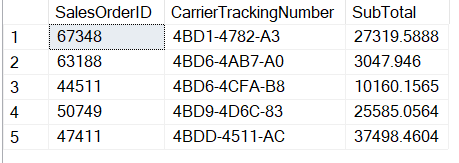 SalesOrderID CarrierTrackingNumber SubTotal
1 67348 4BD1-4782-A3 27319.5888
2 63188 4BD6-4AB7-A0 3047.946
3 44511 4BD6-4CFA-B8 10160.1565
4 50749 4BD9-4D6C-83 25585.0564
5 47411 4BDD-4511-AC 37498.4604